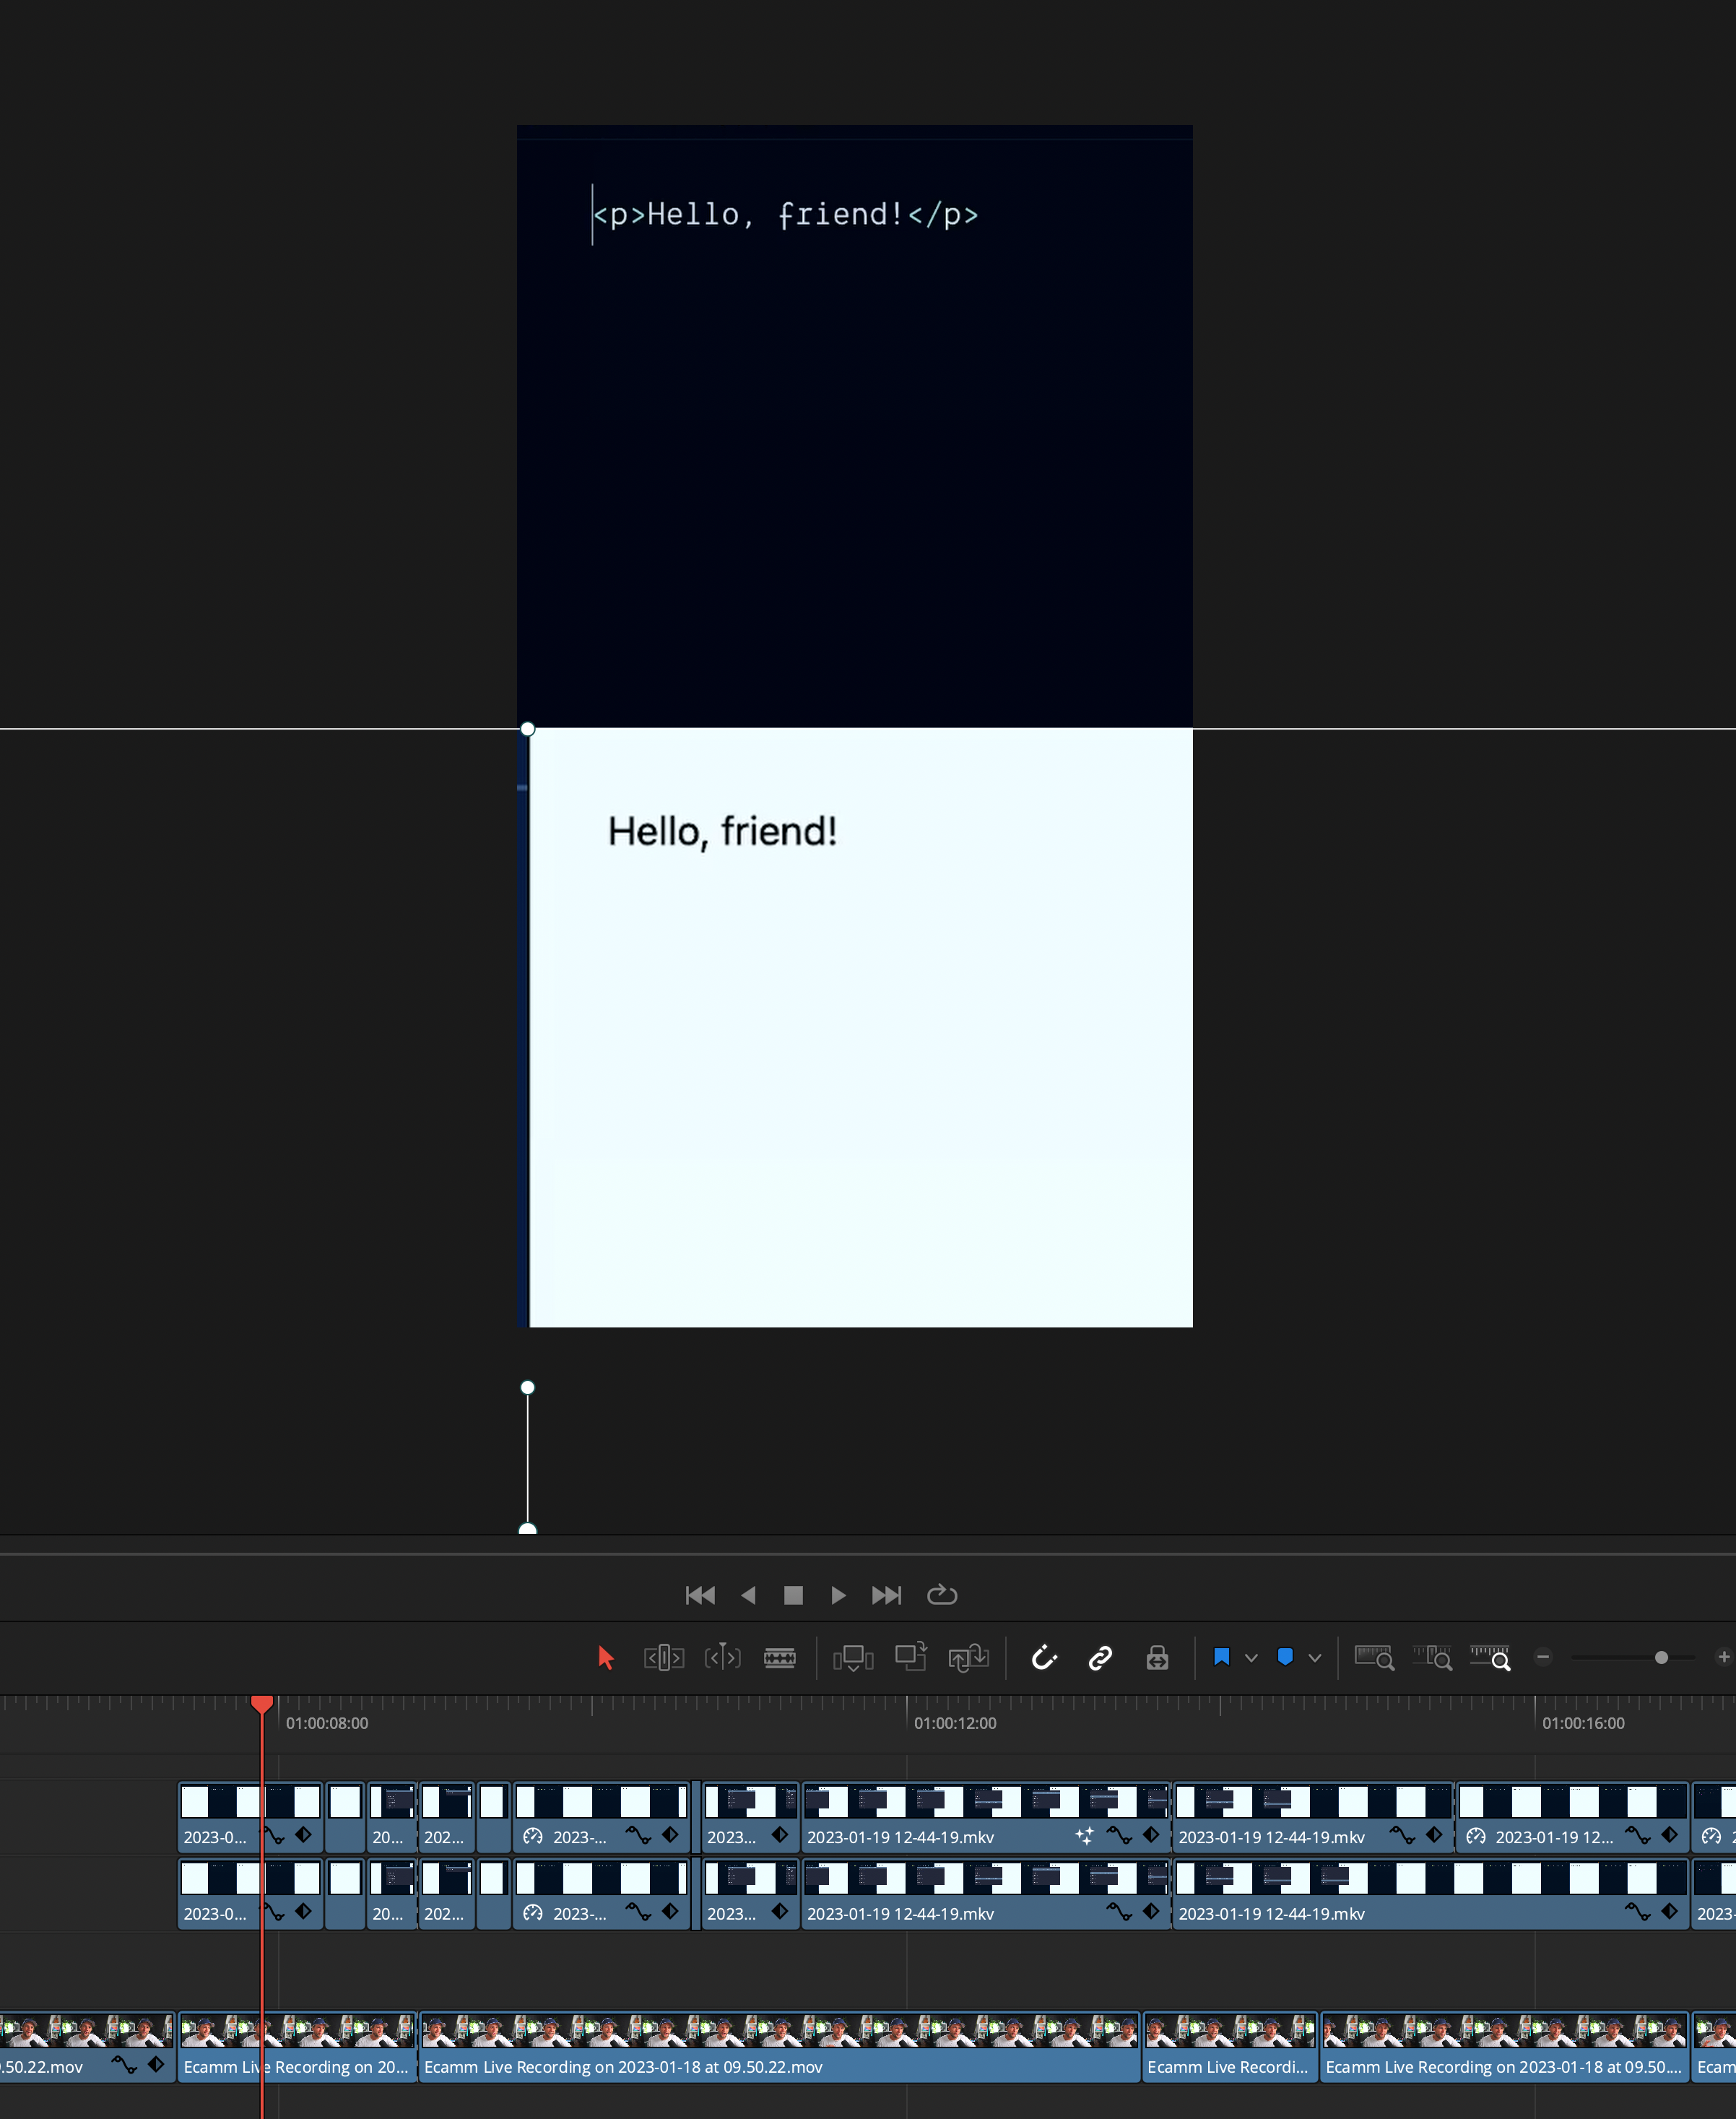 <p>Hello, friend!</p>
Hello, friend!
01:00:08:00
01:00:12:00
01:00:16:00
2023-0...
20...
202...
2023-...
2023...
2023-01-19 12-44-19.mkv
2023-01-19 12-44-19.mkv
2023-01-19 12...
2023-0...
20...
202...
2023-...
2023...
2023-01-19 12-44-19.mkv
2023-01-19 12-44-19.mkv
2023-
.50.22.mov
Ecamm Live Recording on 20...
Ecamm Live Recording on 2023-01-18 at 09.50.22.mov
Ecamm Live Recordi...
Ecamm Live Recording on 2023-01-18 at 09.50....
Ecam